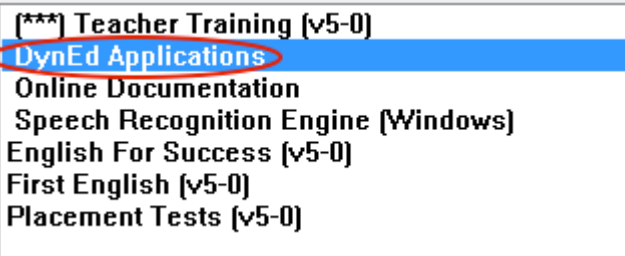 (***) Teacher Training (v5-0)
DynEd Applications
Online Documentation
Speech Recognition Engine (Windows)
English For Success (v5-0)
First English (v5-0)
Placement Tests (v5-0)